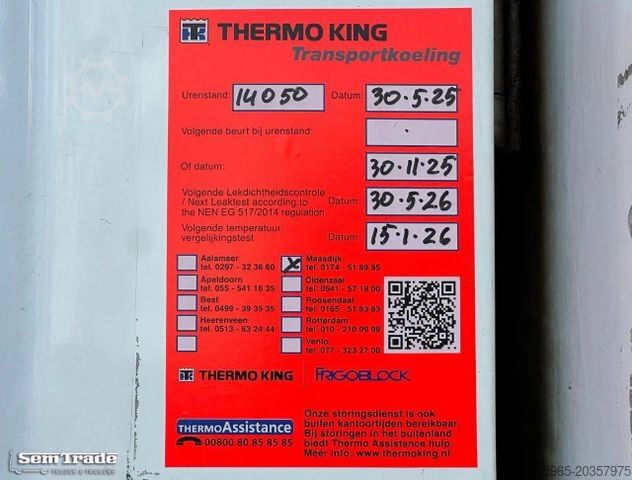 THERMO KING
Transportkoeling
Urenstand: 14050 Datum: 30.5.25
Volgende beurt bij urenstand:
Of datum: 30.11.25
Volgende Lekdichtheidscontrole
/ Next Leaktest according to Datum: 30.5.26
the NEN EG 517/2014 regulation
Volgende temperatuur
vergelijkingstest Datum: 15.1.26
Aalsmeer
tel. 0297 - 32 36 60
Apeldoorn
tel. 055 - 541 16 35
Best
tel. 0499 - 39 35 35
Heerenveen
tel. 0513 - 63 24 44
X Maasdijk
tel. 0174 - 51 89 95
Oldenzaal
tel. 0541 - 57 19 00
Roosendaal
tel. 0165 - 51 83 83
Rotterdam
tel. 010 - 210 09 99
Venlo
tel. 077 - 323 27 00
THERMO KING FRIGOBLOCK
THERMOAssistance
00800 80 85 85 85
Onze storingsdienst is ook
buiten kantoortijden bereikbaar.
Bij storingen in het buitenland
biedt Thermo Assistance hulp.
Meer info: www.thermoking.nl
SemTrade
TRUCKS & TRAILERS
5965-20357975